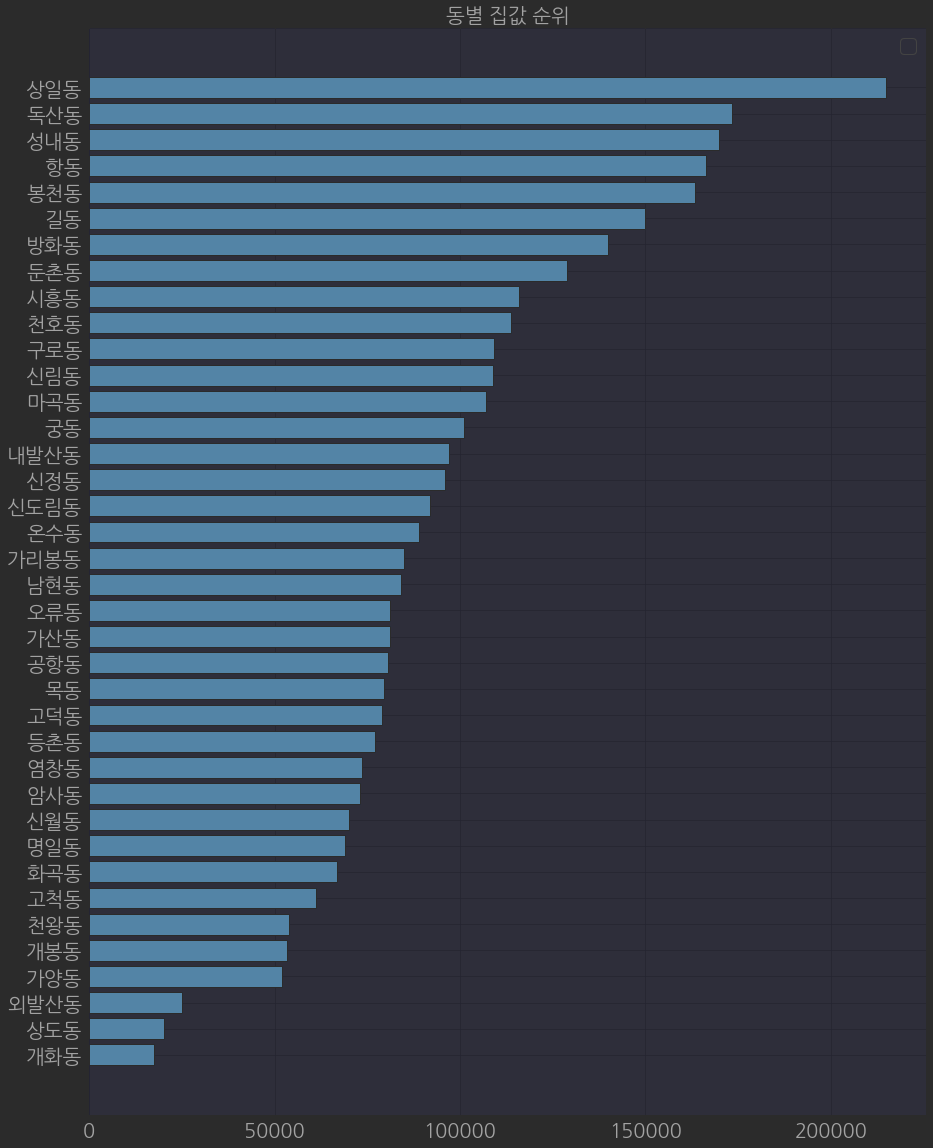 동별 집값 순위
상일동
독산동
성내동
항동
봉천동
길동
방화동
둔촌동
시흥동
천호동
구로동
신림동
마곡동
궁동
내발산동
신정동
신도림동
온수동
가리봉동
남현동
오류동
가산동
공항동
목동
고덕동
등촌동
염창동
암사동
신월동
명일동
화곡동
고척동
천왕동
개봉동
가양동
외발산동
상도동
개화동
0 50000 100000 150000 200000